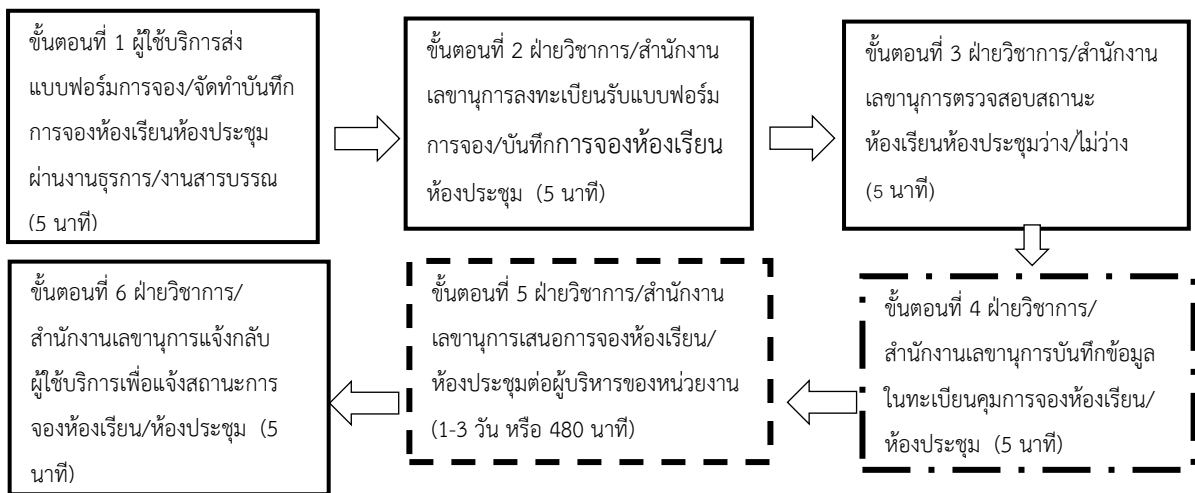 ขั้นตอนที่ 1 ผู้ใช้บริการส่ง
แบบฟอร์มการจอง/จัดทำบันทึก
การจองห้องเรียนห้องประชุม
ผ่านงานธุรการ/งานสารบรรณ
(5 นาที)
ขั้นตอนที่ 2 ฝ่ายวิชาการ/สำนักงาน
เลขานุการลงทะเบียนรับแบบฟอร์ม
การจอง/บันทึกการจองห้องเรียน
ห้องประชุม (5 นาที)
ขั้นตอนที่ 3 ฝ่ายวิชาการ/สำนักงาน
เลขานุการตรวจสอบสถานะ
ห้องเรียนห้องประชุมว่าง/ไม่ว่าง
(5 นาที)
ขั้นตอนที่ 4 ฝ่ายวิชาการ/
สำนักงานเลขานุการบันทึกข้อมูล
ในทะเบียนคุมการจองห้องเรียน/
ห้องประชุม (5 นาที)
ขั้นตอนที่ 5 ฝ่ายวิชาการ/สำนักงาน
เลขานุการเสนอการจองห้องเรียน/
ห้องประชุมต่อผู้บริหารของหน่วยงาน
(1-3 วัน หรือ 480 นาที)
ขั้นตอนที่ 6 ฝ่ายวิชาการ/
สำนักงานเลขานุการแจ้งกลับ
ผู้ใช้บริการเพื่อแจ้งสถานะการ
จองห้องเรียน/ห้องประชุม (5
นาที)